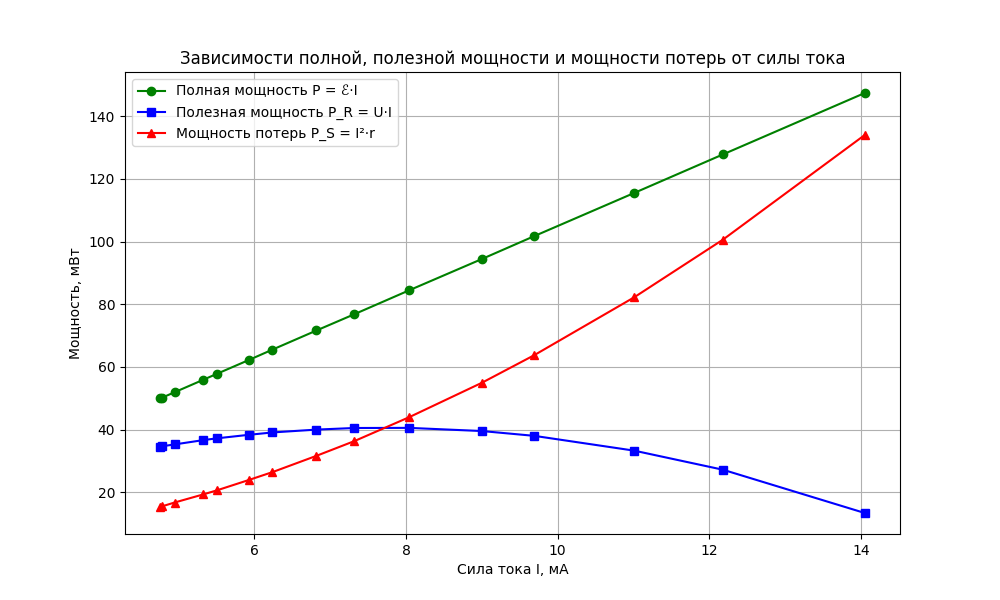 Зависимости полной, полезной мощности и мощности потерь от силы тока
Полная мощность P = ℰ·I
Полезная мощность P_R = U·I
Мощность потерь P_S = I²·r
Мощность, мВт
140
120
100
80
60
40
20
6
8
10
12
14
Сила тока I, мА